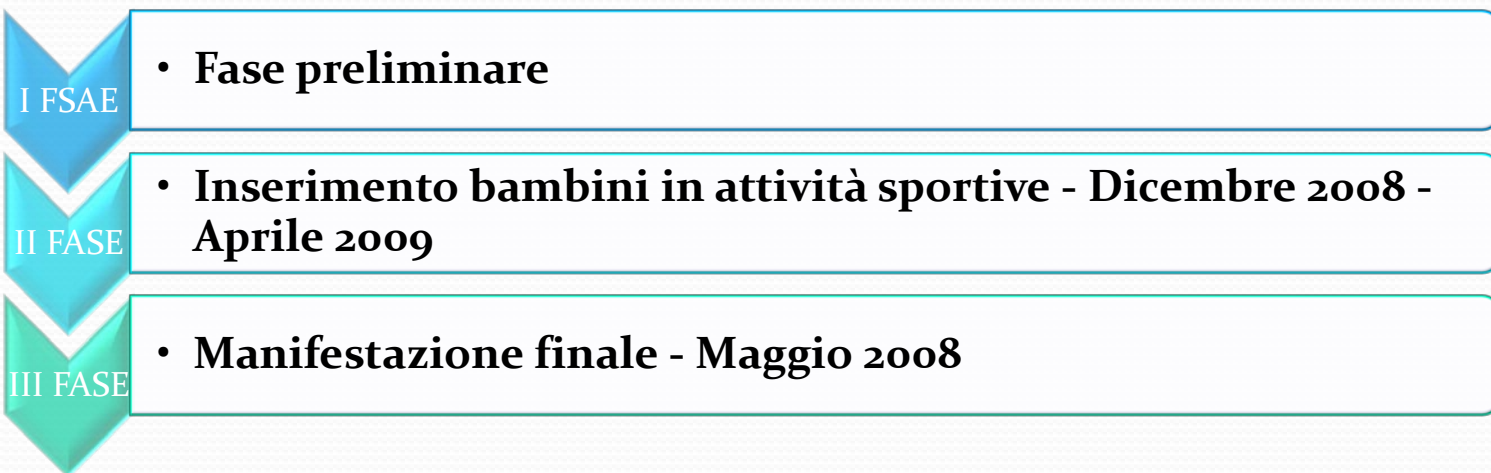 I FSAE
• Fase preliminare
II FASE
• Inserimento bambini in attività sportive - Dicembre 2008 -
Aprile 2009
III FASE
• Manifestazione finale - Maggio 2008